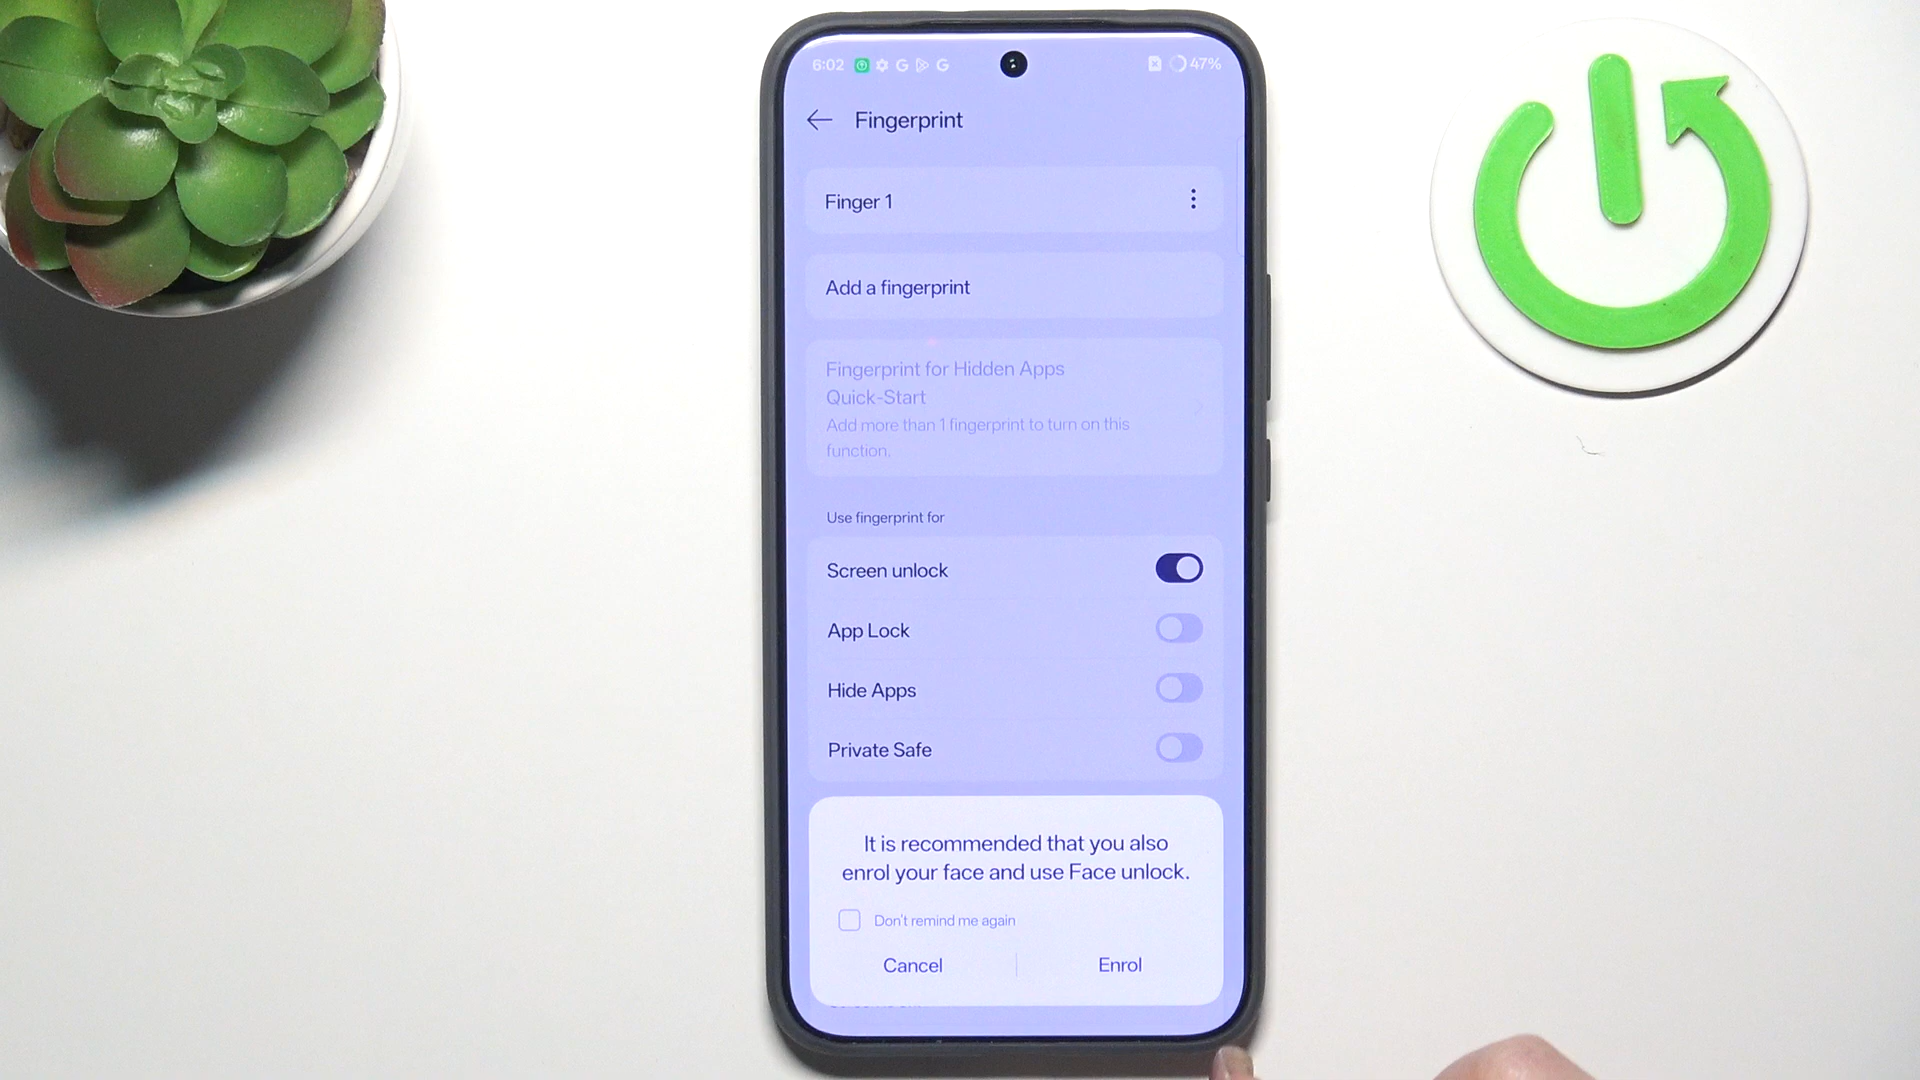 6:02 47%
Fingerprint
Finger 1
Add a fingerprint
Fingerprint for Hidden Apps
Quick-Start
Add more than 1 fingerprint to turn on this
function.
Use fingerprint for
Screen unlock
App Lock
Hide Apps
Private Safe
It is recommended that you also
enrol your face and use Face unlock.
Don't remind me again
Cancel Enrol